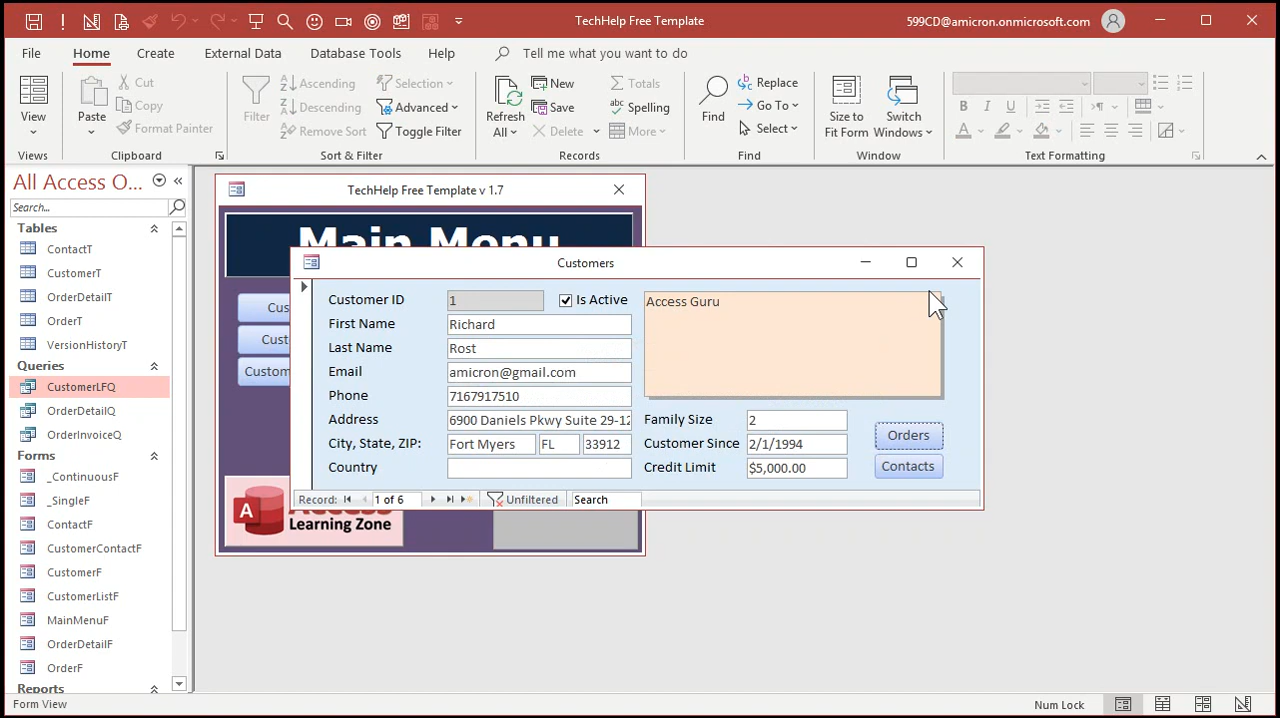 TechHelp Free Template
599CD@amicron.onmicrosoft.com
File Home Create External Data Database Tools Help Tell me what you want to do
View
Views
Paste
Cut
Copy
Format Painter
Clipboard
Filter
Ascending
Descending
Remove Sort
Selection
Advanced
Toggle Filter
Sort & Filter
Refresh
All
New
Save
Delete
Totals
Spelling
More
Records
Find
Replace
Go To
Select
Find
Size to
Fit Form
Switch
Windows
Window
B I U
A
Text Formatting
All Access O... «
Search...
Tables
ContactT
CustomerT
OrderDetailT
OrderT
VersionHistoryT
Queries
CustomerLFQ
OrderDetailQ
OrderInvoiceQ
Forms
_ContinuousF
_SingleF
ContactF
CustomerContactF
CustomerF
CustomerListF
MainMenuF
OrderDetailF
OrderF
Reports
TechHelp Free Template v 1.7
Main Menu
Cus
Cust
Custom
A
Learning Zone
Customers
Customer ID 1 Is Active
First Name Richard
Last Name Rost
Email amicron@gmail.com
Phone 7167917510
Address 6900 Daniels Pkwy Suite 29-12
City, State, ZIP: Fort Myers FL 33912
Country
Access Guru
Family Size 2
Customer Since 2/1/1994
Credit Limit $5,000.00
Orders
Contacts
Record: 1 of 6 Unfiltered Search
Form View
Num Lock